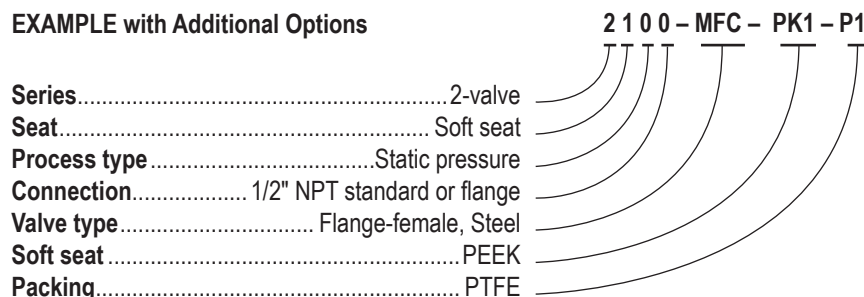 EXAMPLE with Additional Options 2 1 0 0 – MFC – PK1 – P1
Series.................................................................2-valve
Seat................................................................ Soft seat
Process type.......................................Static pressure
Connection.................... 1/2" NPT standard or flange
Valve type.................................. Flange-female, Steel
Soft seat..............................................................PEEK
Packing............................................................... PTFE